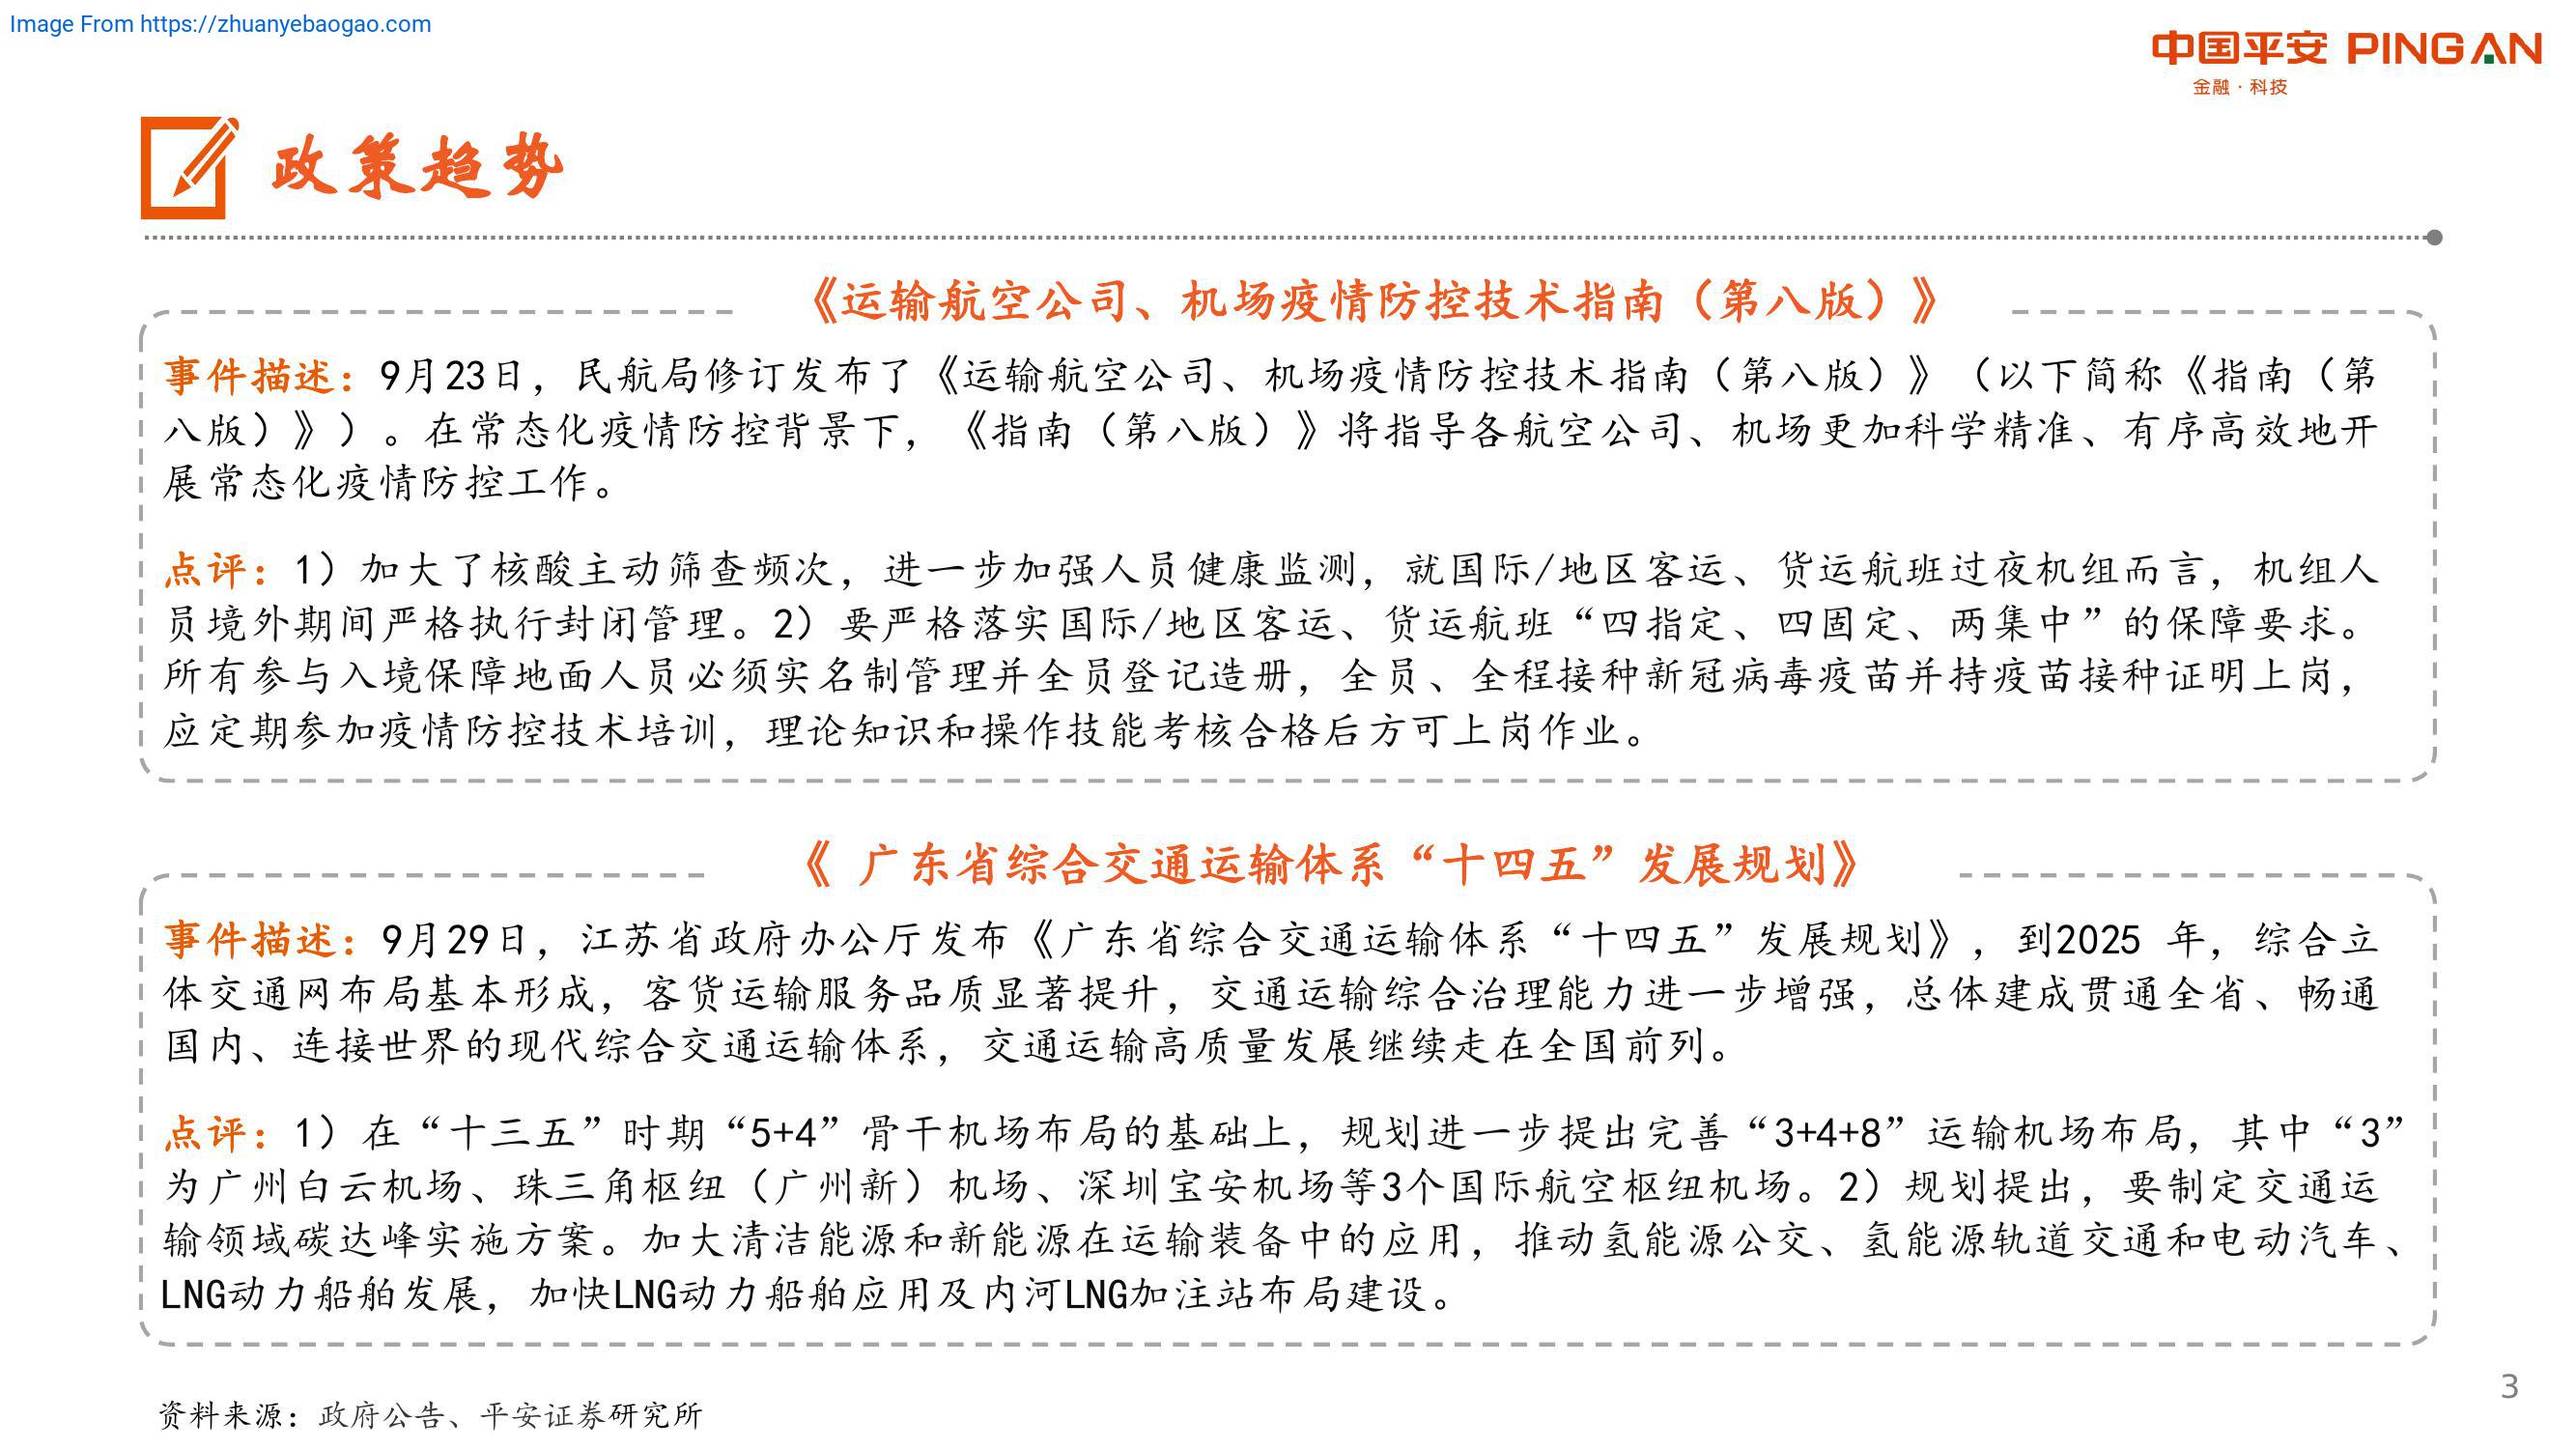 Image From https://zhuanyebaogao.com
中国平安 PINGAN
金融·科技
政策趋势
《运输航空公司、机场疫情防控技术指南（第八版）》
事件描述：9月23日，民航局修订发布了《运输航空公司、机场疫情防控技术指南（第八版）》（以下简称《指南（第
八版）》）。在常态化疫情防控背景下，《指南（第八版）》将指导各航空公司、机场更加科学精准、有序高效地开
展常态化疫情防控工作。
点评：1）加大了核酸主动筛查频次，进一步加强人员健康监测，就国际/地区客运、货运航班过夜机组而言，机组人
员境外期间严格执行封闭管理。2）要严格落实国际/地区客运、货运航班“四指定、四固定、两集中”的保障要求。
所有参与入境保障地面人员必须实名制管理并全员登记造册，全员、全程接种新冠病毒疫苗并持疫苗接种证明上岗，
应定期参加疫情防控技术培训，理论知识和操作技能考核合格后方可上岗作业。
《 广东省综合交通运输体系“十四五”发展规划》
事件描述：9月29日，江苏省政府办公厅发布《广东省综合交通运输体系“十四五”发展规划》，到2025 年，综合立
体交通网布局基本形成，客货运输服务品质显著提升，交通运输综合治理能力进一步增强，总体建成贯通全省、畅通
国内、连接世界的现代综合交通运输体系，交通运输高质量发展继续走在全国前列。
点评：1）在“十三五”时期“5+4”骨干机场布局的基础上，规划进一步提出完善“3+4+8”运输机场布局，其中“3”
为广州白云机场、珠三角枢纽（广州新）机场、深圳宝安机场等3个国际航空枢纽机场。2）规划提出，要制定交通运
输领域碳达峰实施方案。加大清洁能源和新能源在运输装备中的应用，推动氢能源公交、氢能源轨道交通和电动汽车、
LNG动力船舶发展，加快LNG动力船舶应用及内河LNG加注站布局建设。
资料来源：政府公告、平安证券研究所
3